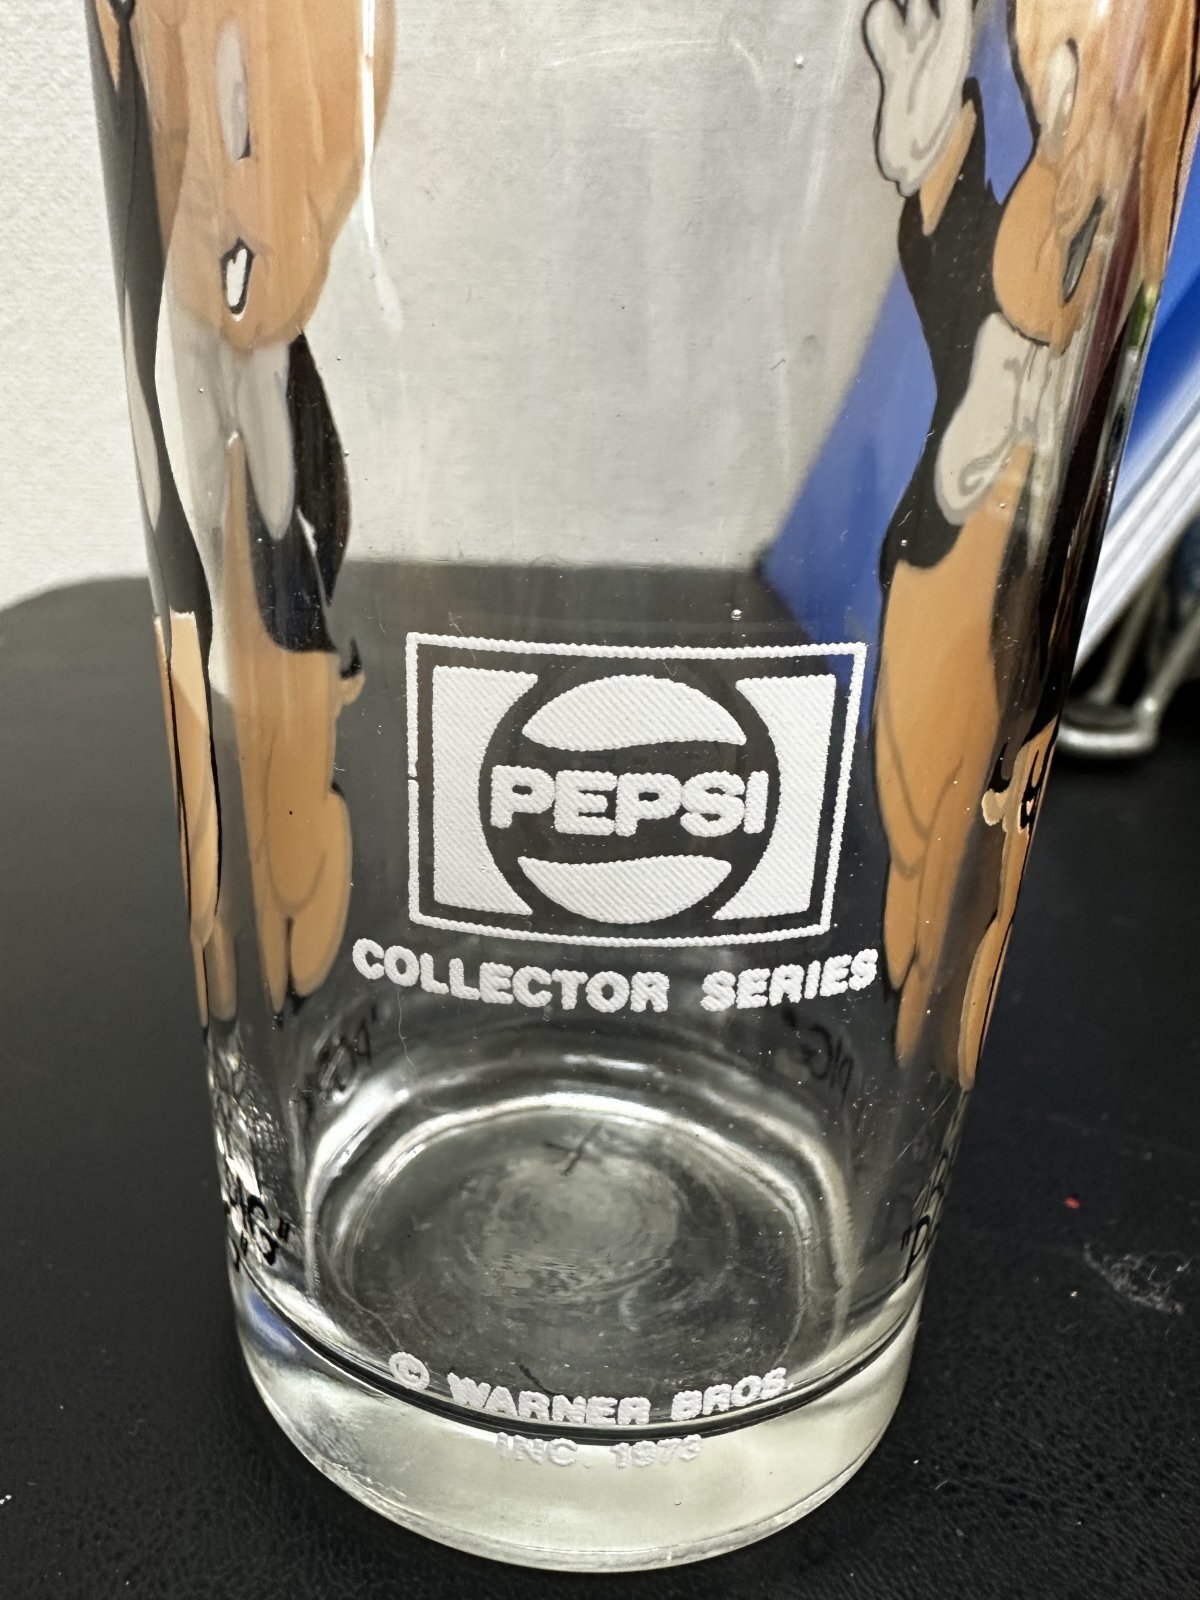 PEPSI
COLLECTOR SERIES
© WARNER BROS.
INC. 1973